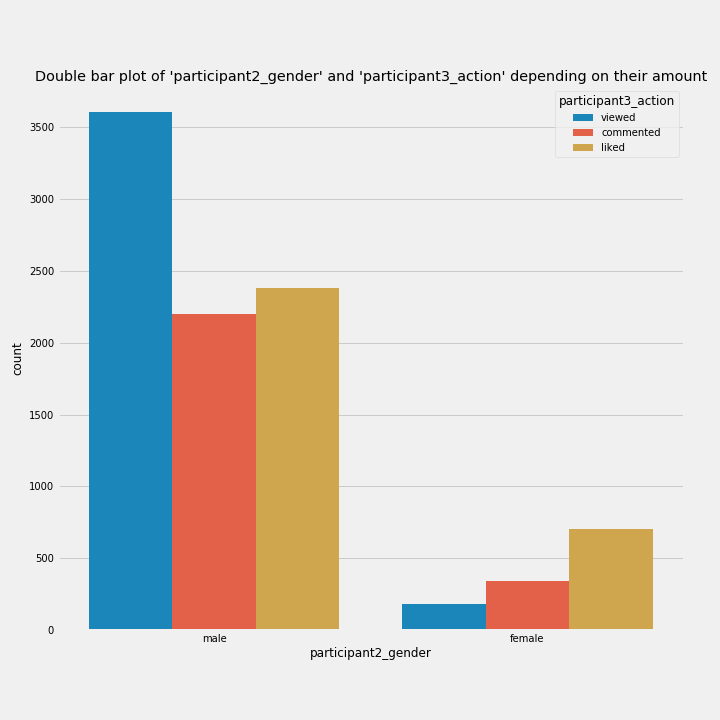 Double bar plot of 'participant2_gender' and 'participant3_action' depending on their amount
participant3_action
viewed
commented
liked
3500
3000
2500
2000
1500
1000
500
0
count
male
female
participant2_gender